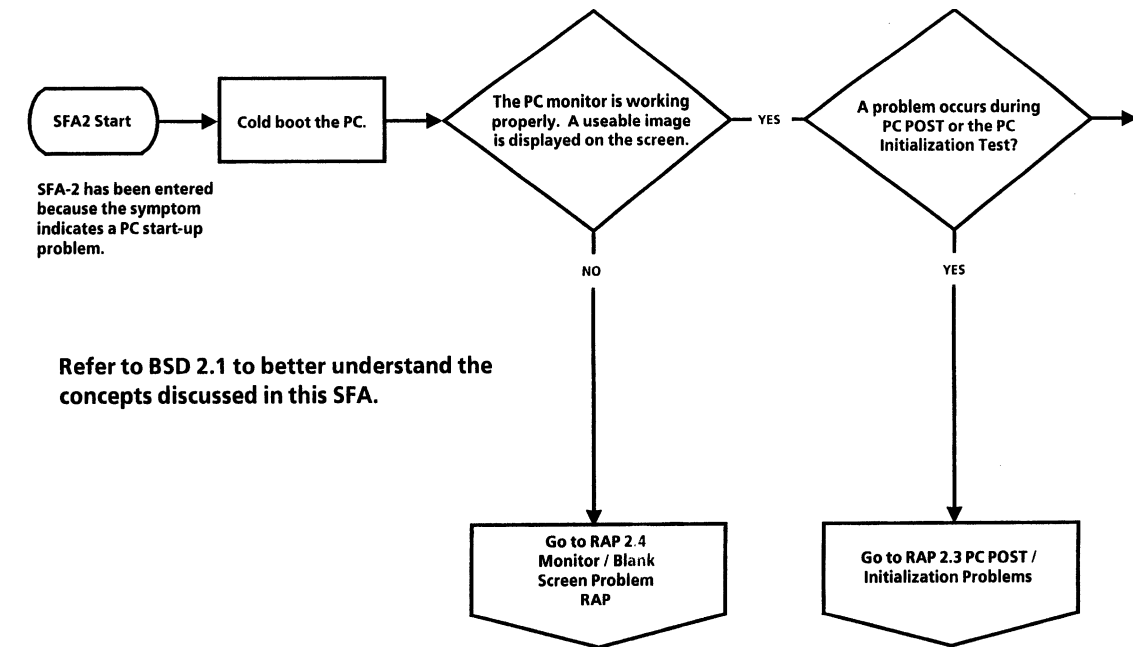 SFA2 Start
Cold boot the PC.
The PC monitor is working
properly. A useable image
is displayed on the screen.
YES
A problem occurs during
PC POST or the PC
Initialization Test?
SFA-2 has been entered
because the symptom
indicates a PC start-up
problem.
NO
YES
Refer to BSD 2.1 to better understand the
concepts discussed in this SFA.
Go to RAP 2.4
Monitor / Blank
Screen Problem
RAP
Go to RAP 2.3 PC POST /
Initialization Problems